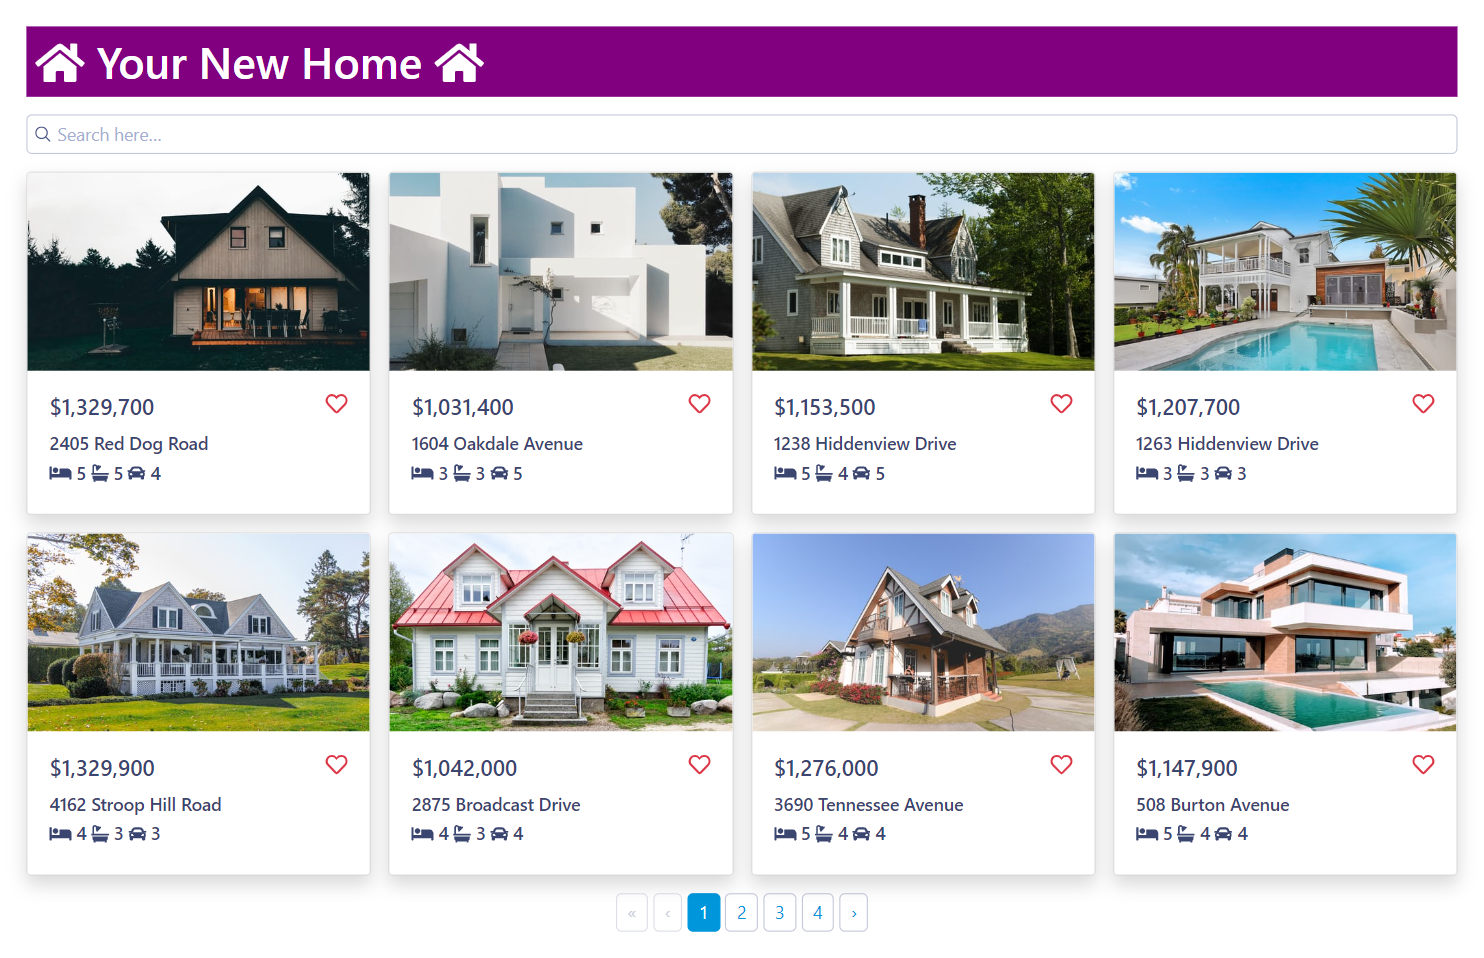 Your New Home
Search here...
$1,329,700
2405 Red Dog Road
5 5 4
$1,031,400
1604 Oakdale Avenue
3 3 5
$1,153,500
1238 Hiddenview Drive
5 4 5
$1,207,700
1263 Hiddenview Drive
3 3 3
$1,329,900
4162 Stroop Hill Road
4 3 3
$1,042,000
2875 Broadcast Drive
4 3 4
$1,276,000
3690 Tennessee Avenue
5 4 4
$1,147,900
508 Burton Avenue
5 4 4
« ‹ 1 2 3 4 ›